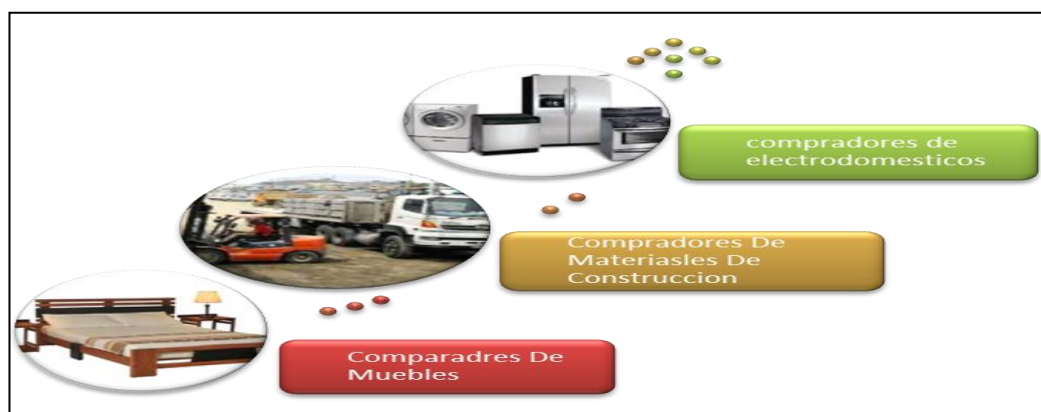 compradores de
electrodomesticos
Compradores De
Materiasles De
Construccion
Comparadres De
Muebles